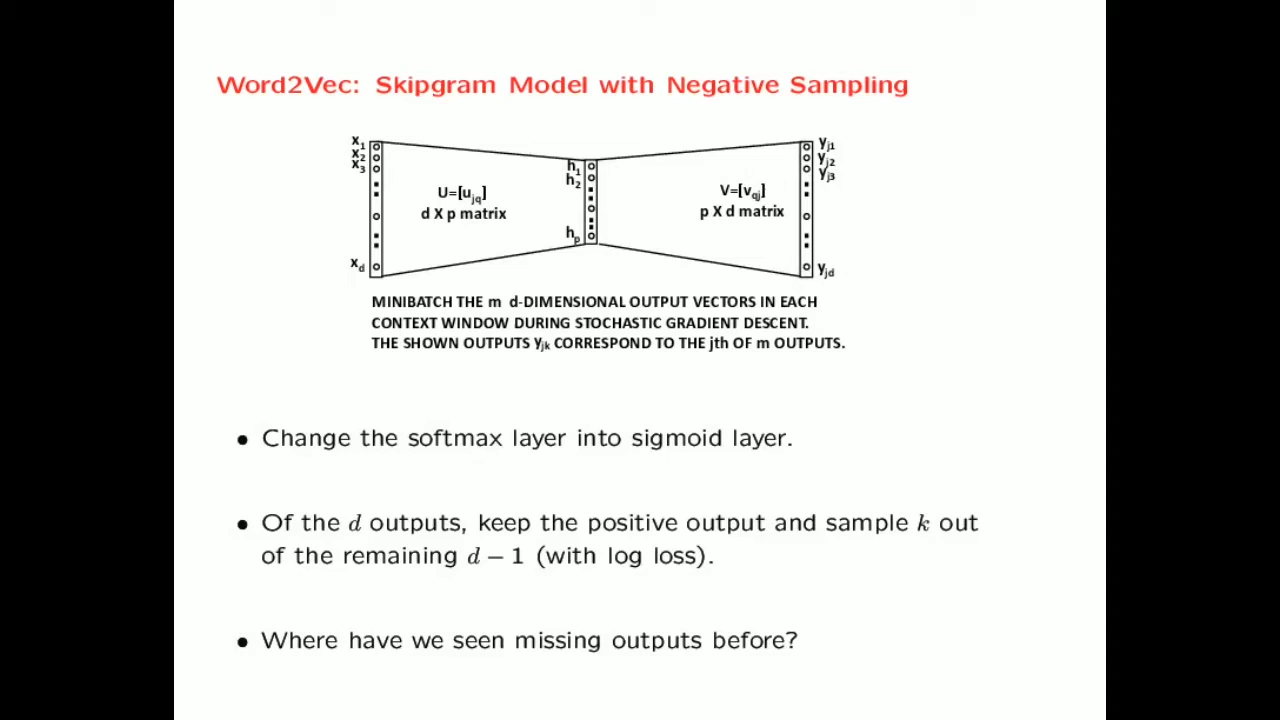 Word2Vec: Skipgram Model with Negative Sampling
x1
x2
x3
xd
U=[ujq]
d X p matrix
h1
h2
hp
V=[vqj]
p X d matrix
yj1
yj2
yj3
yjd
MINIBATCH THE m d-DIMENSIONAL OUTPUT VECTORS IN EACH
CONTEXT WINDOW DURING STOCHASTIC GRADIENT DESCENT.
THE SHOWN OUTPUTS yjk CORRESPOND TO THE jth OF m OUTPUTS.
• Change the softmax layer into sigmoid layer.
• Of the d outputs, keep the positive output and sample k out
of the remaining d − 1 (with log loss).
• Where have we seen missing outputs before?